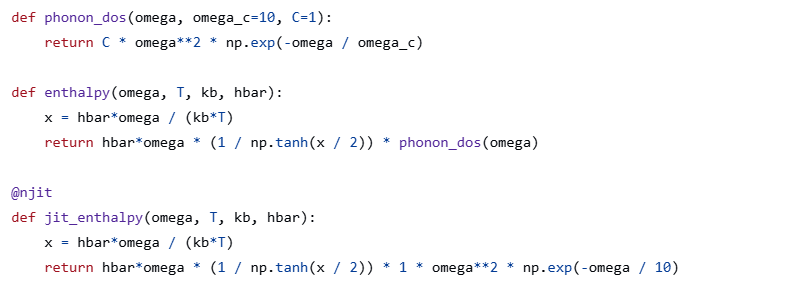 def phonon_dos(omega, omega_c=10, C=1):
    return C * omega**2 * np.exp(-omega / omega_c)

def enthalpy(omega, T, kb, hbar):
    x = hbar*omega / (kb*T)
    return hbar*omega * (1 / np.tanh(x / 2)) * phonon_dos(omega)

@njit
def jit_enthalpy(omega, T, kb, hbar):
    x = hbar*omega / (kb*T)
    return hbar*omega * (1 / np.tanh(x / 2)) * 1 * omega**2 * np.exp(-omega / 10)